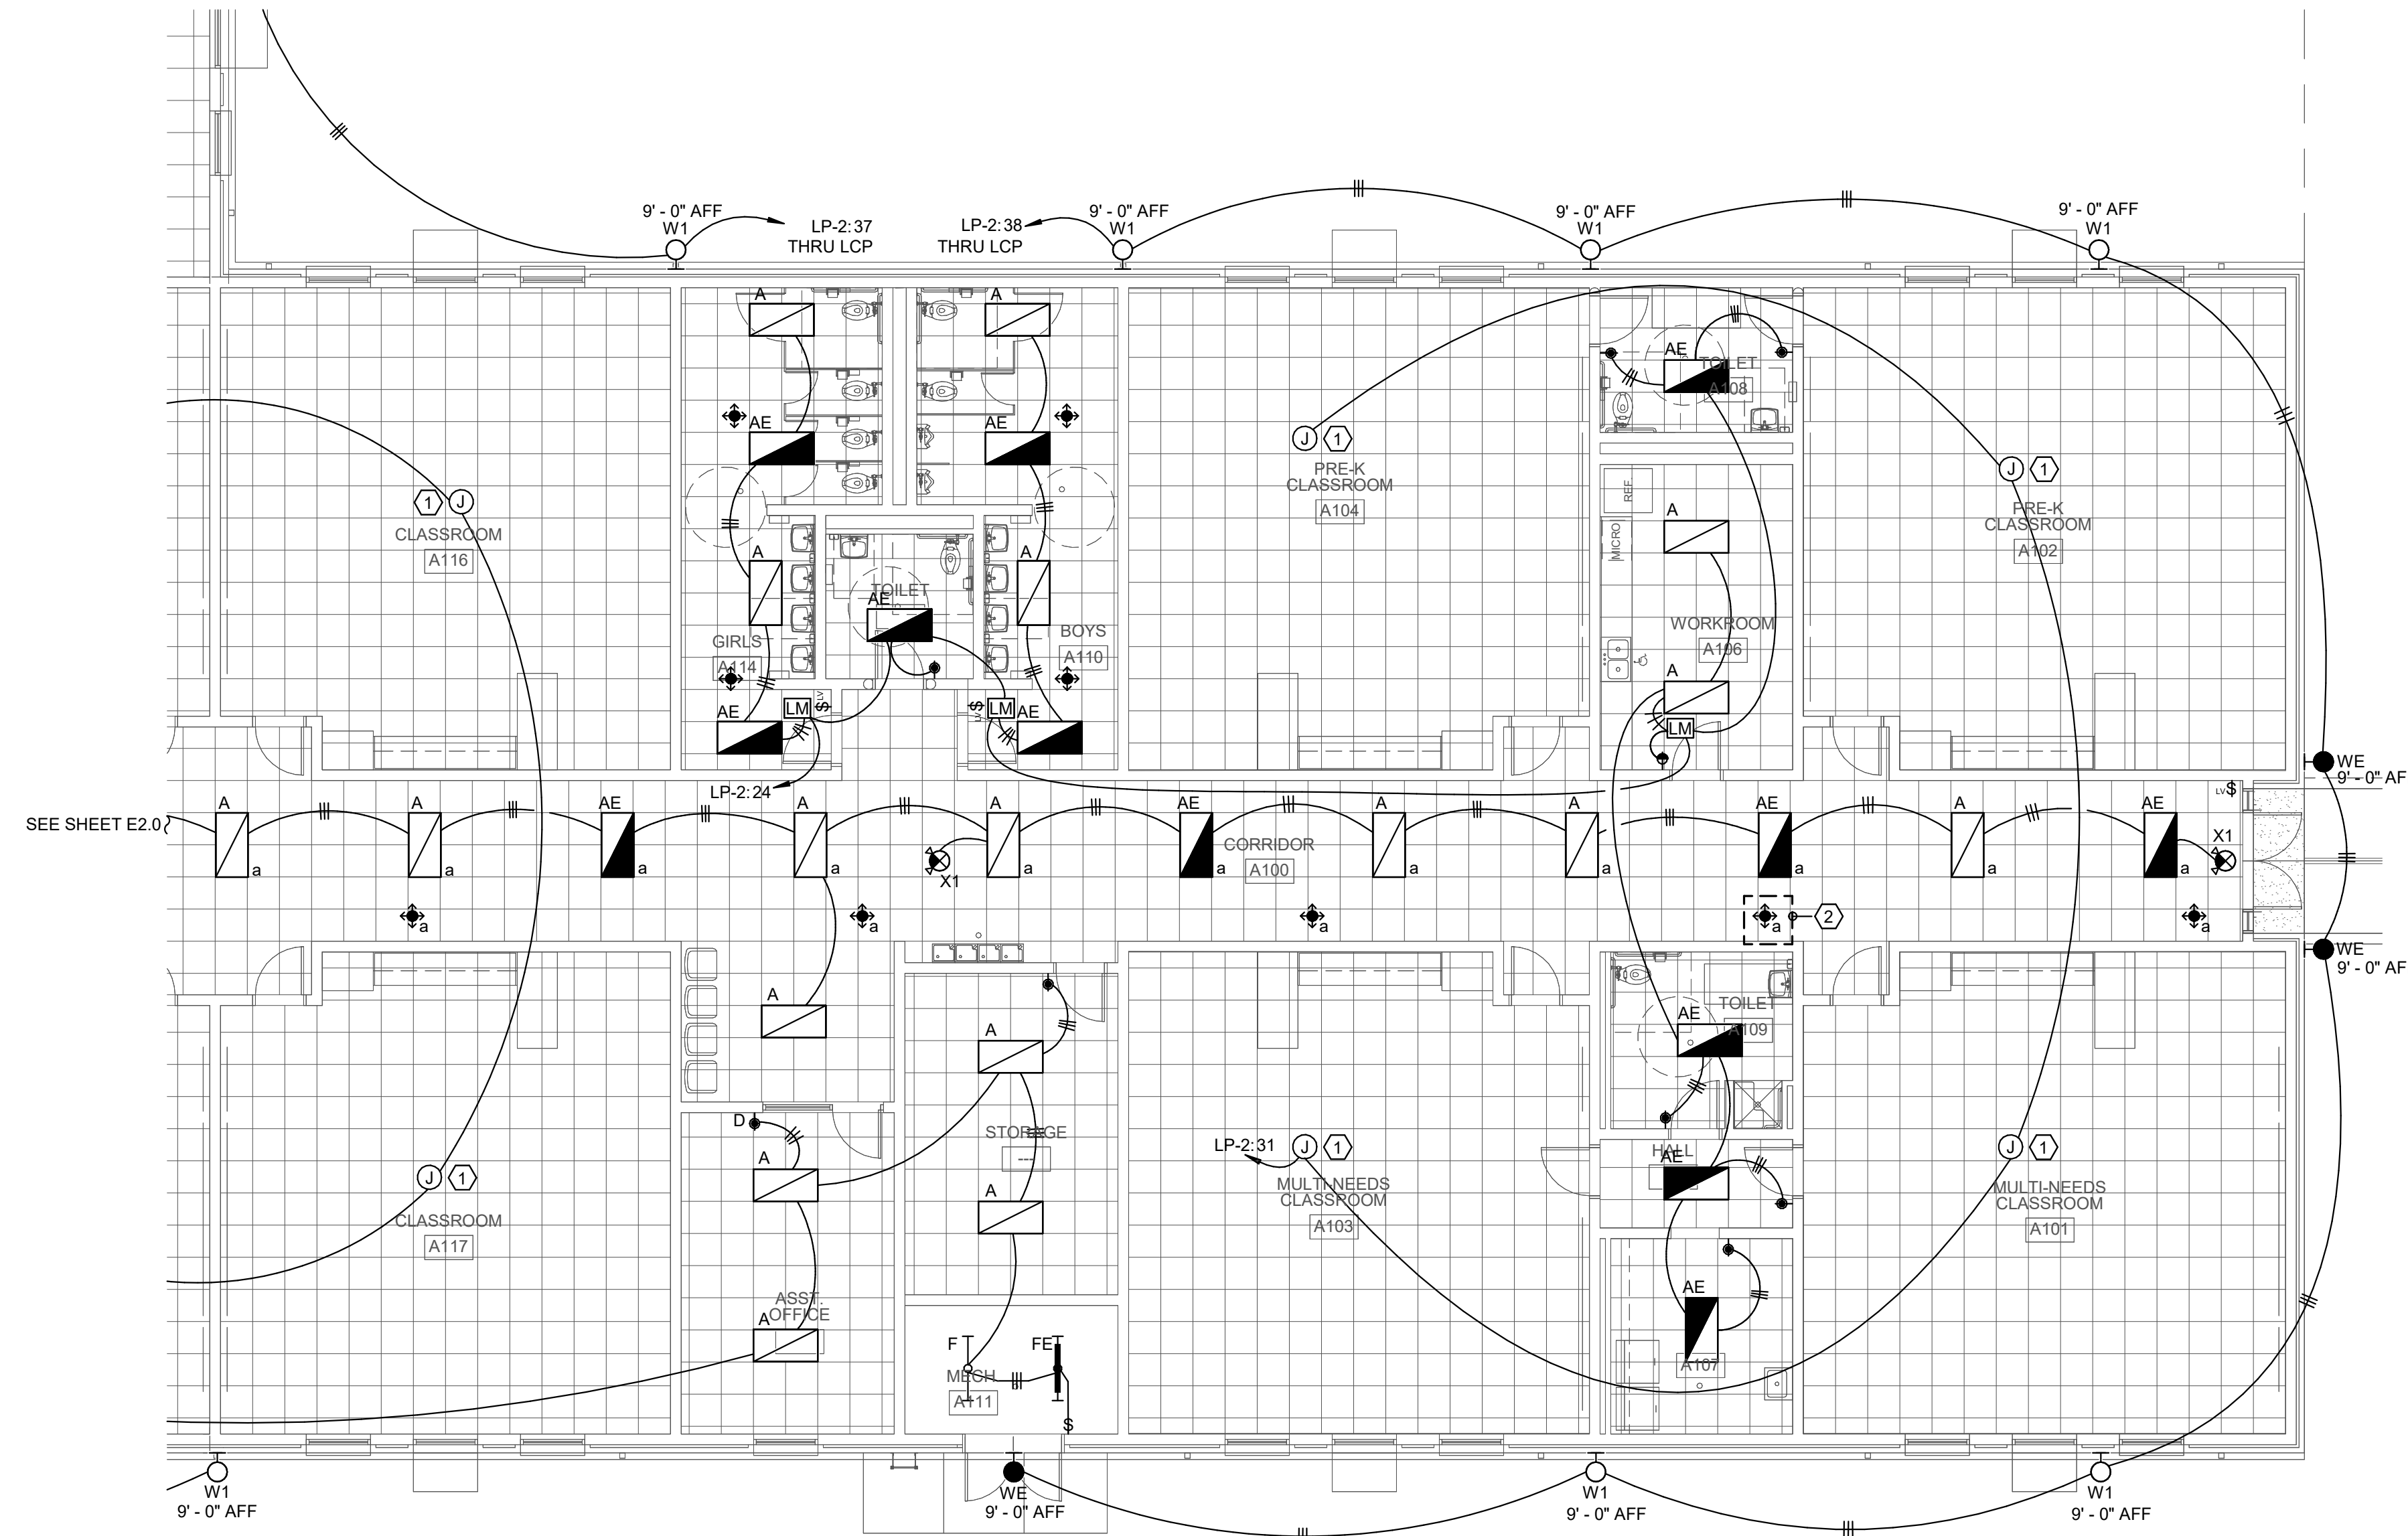 9' - 0" AFF
W1
LP-2:37
THRU LCP
LP-2:38
THRU LCP
9' - 0" AFF
W1
9' - 0" AFF
W1
9' - 0" AFF
W1
A
A
AE
TOILET
A108
AE
AE
J
1
PRE-K
CLASSROOM
A104
J
1
PRE-K
CLASSROOM
A102
1
J
CLASSROOM
A116
REF.
MICRO
A
A
A
TOILET
AE
GIRLS
A114
BOYS
A110
WORKROOM
A106
A
AE
LM
$
LV
LV
$
LM
AE
LM
WE
9' - 0" AF
LP-2:24
LV
$
SEE SHEET E2.0
A
a
A
a
AE
a
A
a
A
a
AE
a
A
a
A
a
AE
a
A
a
AE
a
X1
X1
CORRIDOR
A100
a
a
a
a
2
a
WE
9' - 0" AF
A
A
AE
TOILET
A109
D
A
STORAGE
---
LP-2:31
J
1
MULTI-NEEDS
CLASSROOM
A103
HALL
AE
J
1
MULTI-NEEDS
CLASSROOM
A101
J
1
CLASSROOM
A117
A
ASST.
OFFICE
A
AE
A107
F
FE
MECH.
A111
$
W1
9' - 0" AFF
WE
9' - 0" AFF
W1
9' - 0" AFF
W1
9' - 0" AFF